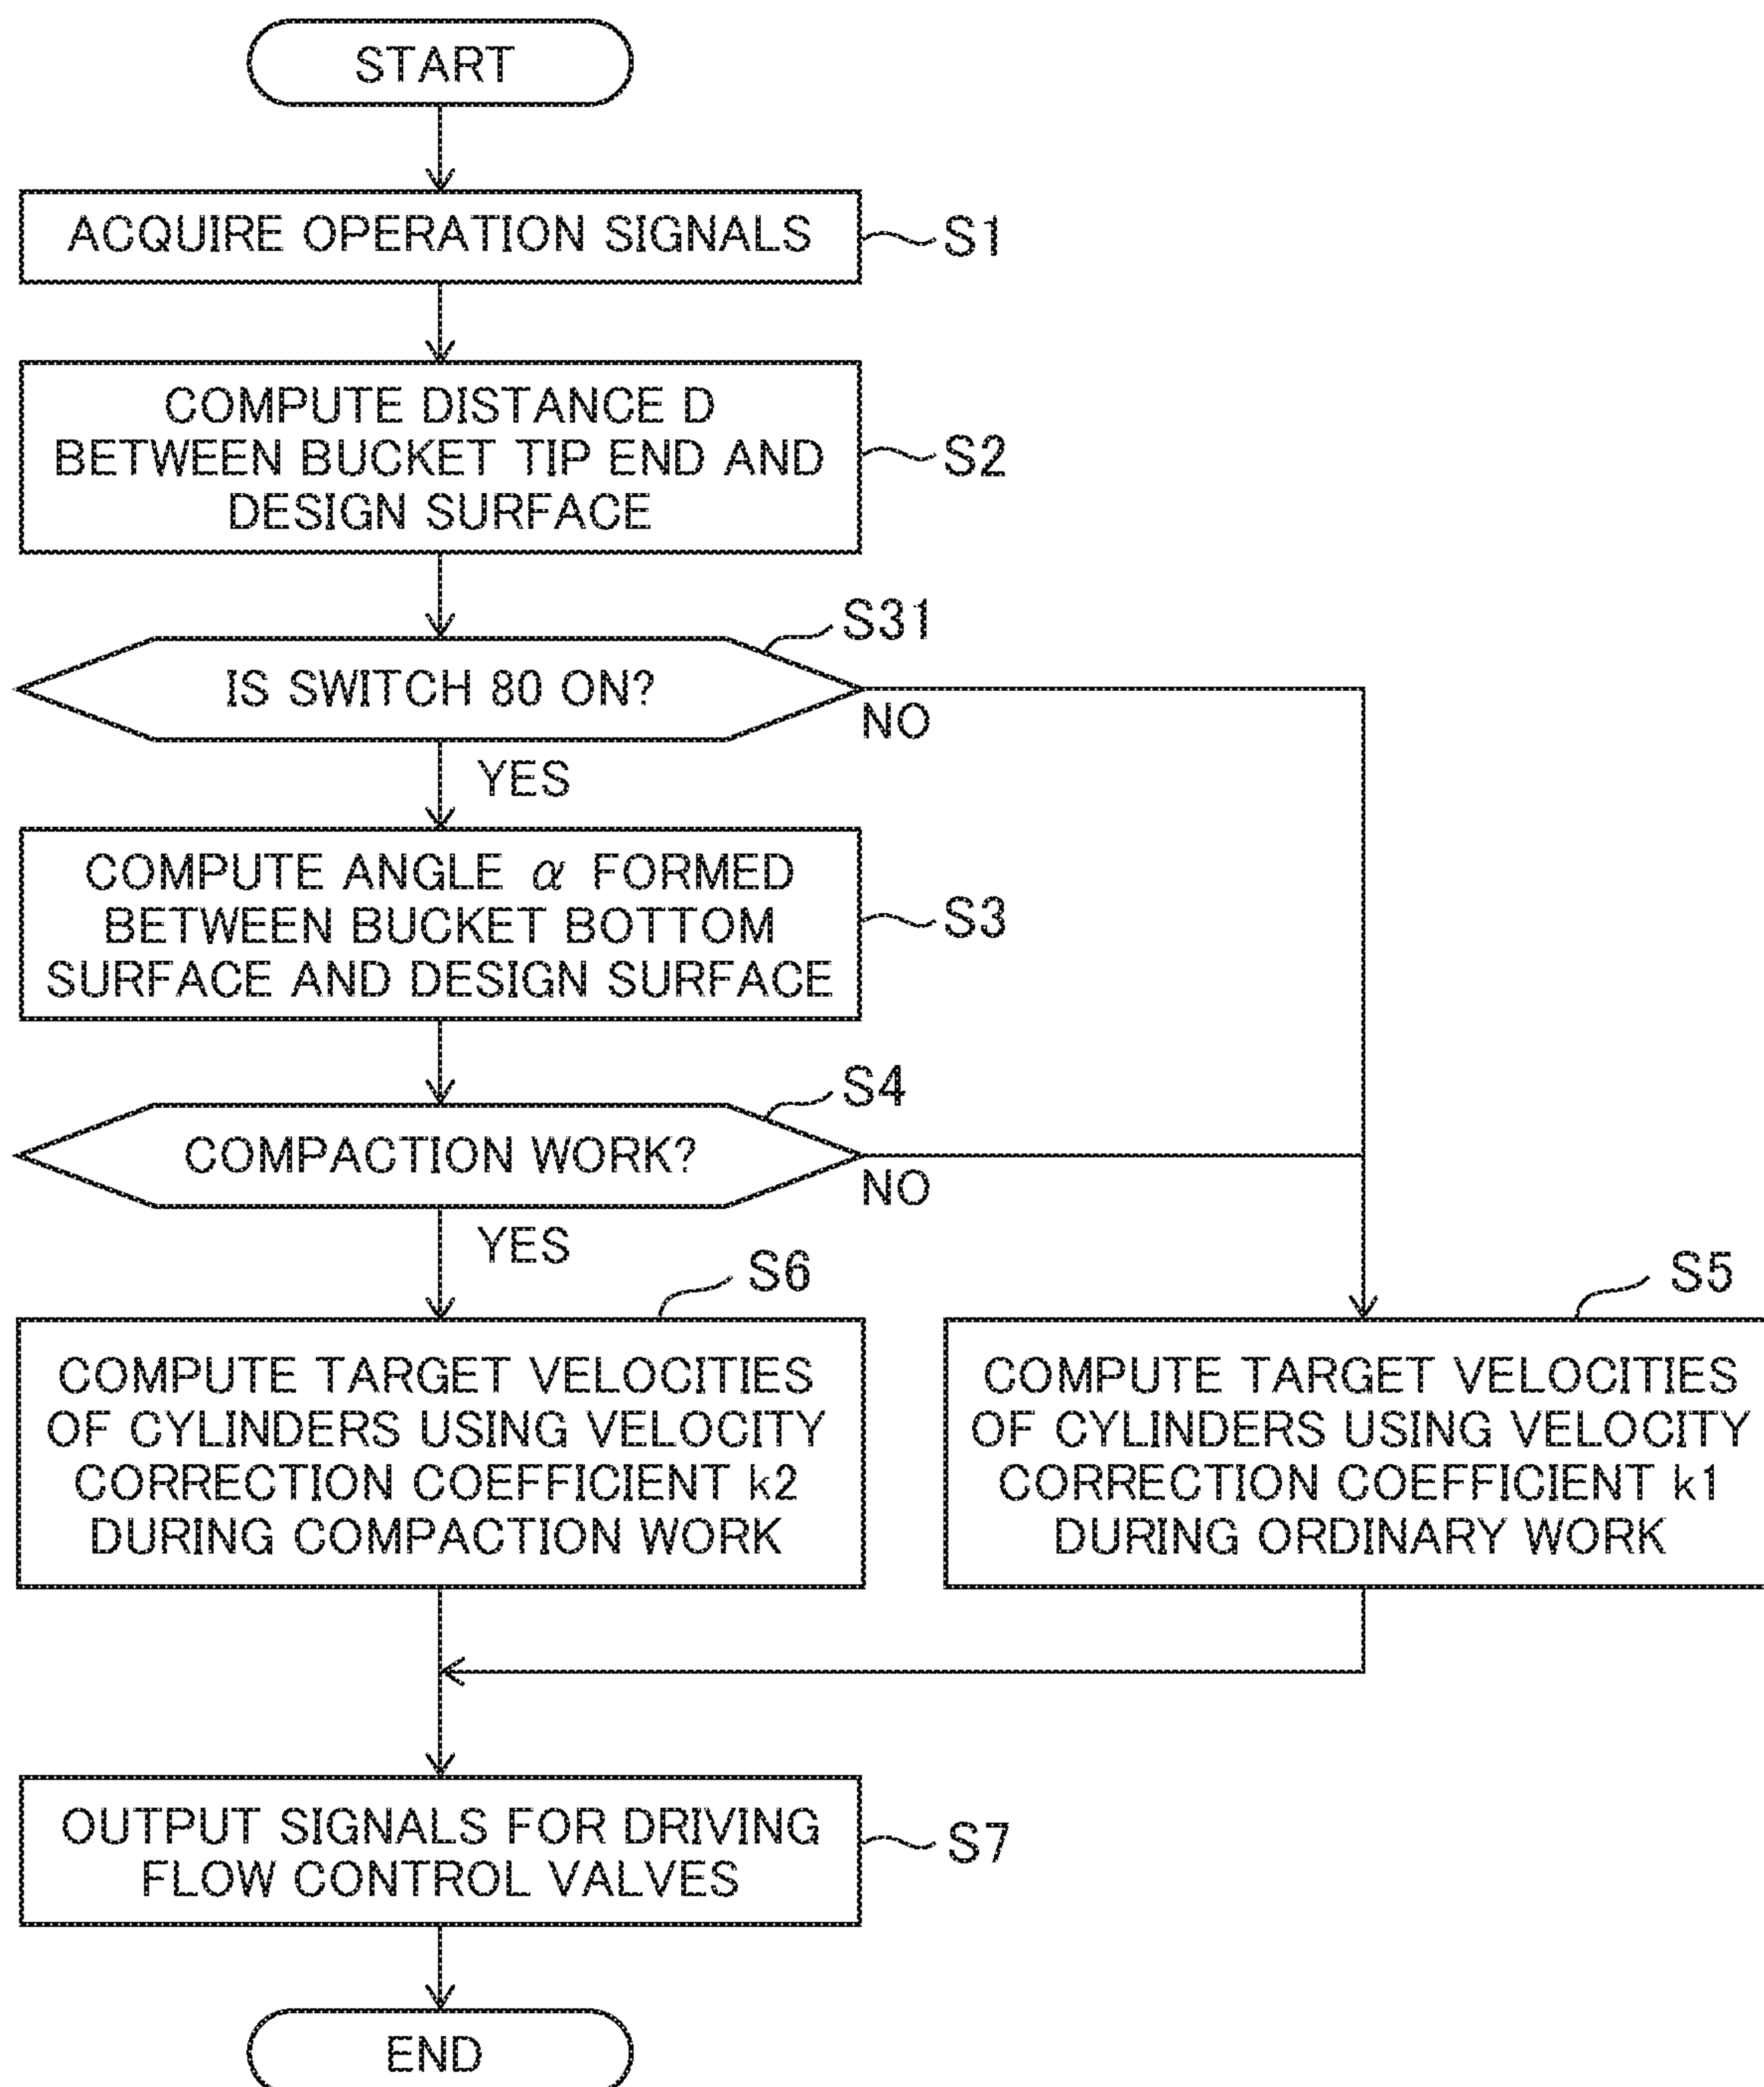 START
ACQUIRE OPERATION SIGNALS
S1
COMPUTE DISTANCE D
BETWEEN BUCKET TIP END AND
DESIGN SURFACE
S2
S31
IS SWITCH 80 ON?
NO
YES
COMPUTE ANGLE α FORMED
BETWEEN BUCKET BOTTOM
SURFACE AND DESIGN SURFACE
S3
S4
COMPACTION WORK?
NO
YES
S6
COMPUTE TARGET VELOCITIES
OF CYLINDERS USING VELOCITY
CORRECTION COEFFICIENT k2
DURING COMPACTION WORK
S5
COMPUTE TARGET VELOCITIES
OF CYLINDERS USING VELOCITY
CORRECTION COEFFICIENT k1
DURING ORDINARY WORK
OUTPUT SIGNALS FOR DRIVING
FLOW CONTROL VALVES
S7
END